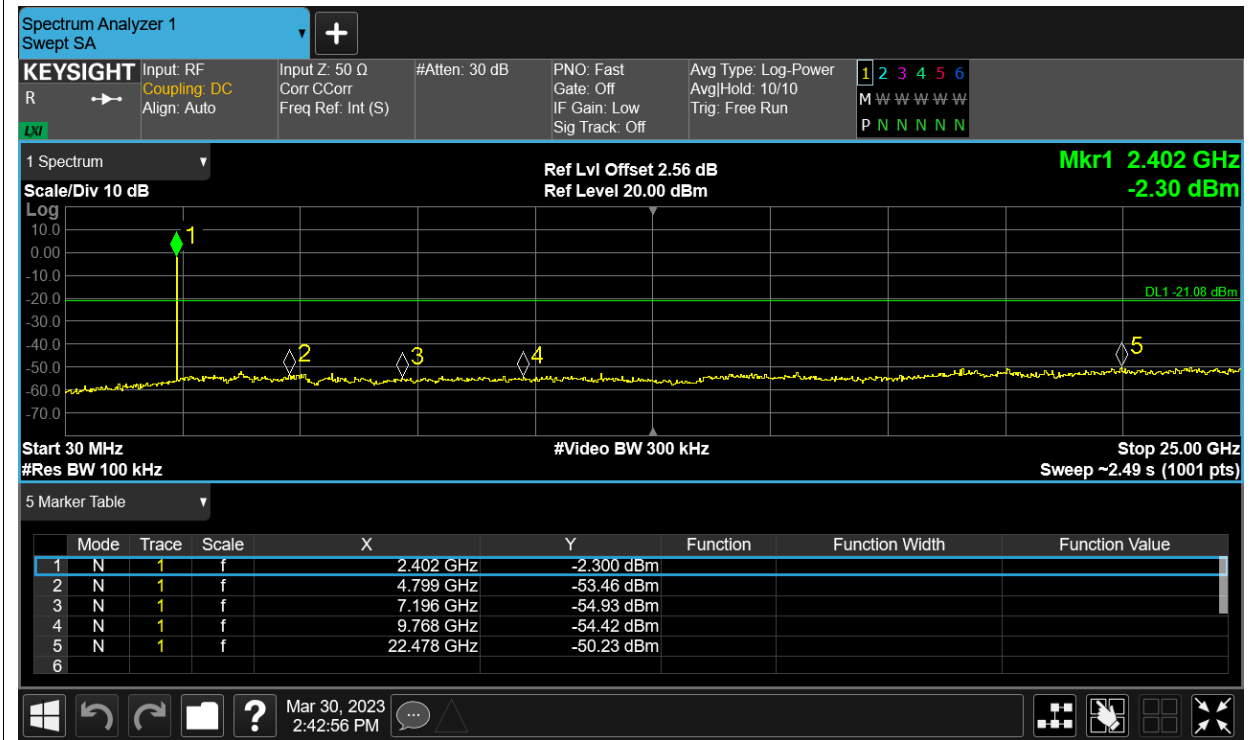 Spectrum Analyzer 1
Swept SA
KEYSIGHT
R
LXI
Input: RF
Coupling: DC
Align: Auto
Input Z: 50 Ω
Corr CCorr
Freq Ref: Int (S)
#Atten: 30 dB
PNO: Fast
Gate: Off
IF Gain: Low
Sig Track: Off
Avg Type: Log-Power
Avg|Hold: 10/10
Trig: Free Run
1 2 3 4 5 6
M W W W W W
P N N N N N
1 Spectrum
Scale/Div 10 dB
Ref Lvl Offset 2.56 dB
Ref Level 20.00 dBm
Mkr1 2.402 GHz
-2.30 dBm
Log
10.0
0.00
-10.0
-20.0
-30.0
-40.0
-50.0
-60.0
-70.0
1
2
3
4
5
DL1 -21.08 dBm
Start 30 MHz
#Video BW 300 kHz
Stop 25.00 GHz
#Res BW 100 kHz
Sweep ~2.49 s (1001 pts)
5 Marker Table
Mode Trace Scale X Y Function Function Width Function Value
1 N 1 f 2.402 GHz -2.300 dBm
2 N 1 f 4.799 GHz -53.46 dBm
3 N 1 f 7.196 GHz -54.93 dBm
4 N 1 f 9.768 GHz -54.42 dBm
5 N 1 f 22.478 GHz -50.23 dBm
6
?
Mar 30, 2023
2:42:56 PM